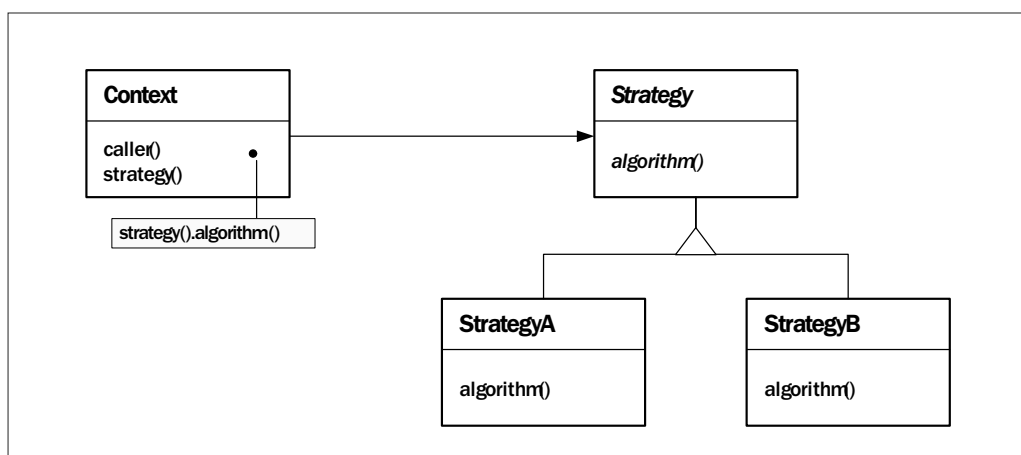 Context
caller()
strategy()
strategy().algorithm()
Strategy
algorithm()
StrategyA
algorithm()
StrategyB
algorithm()